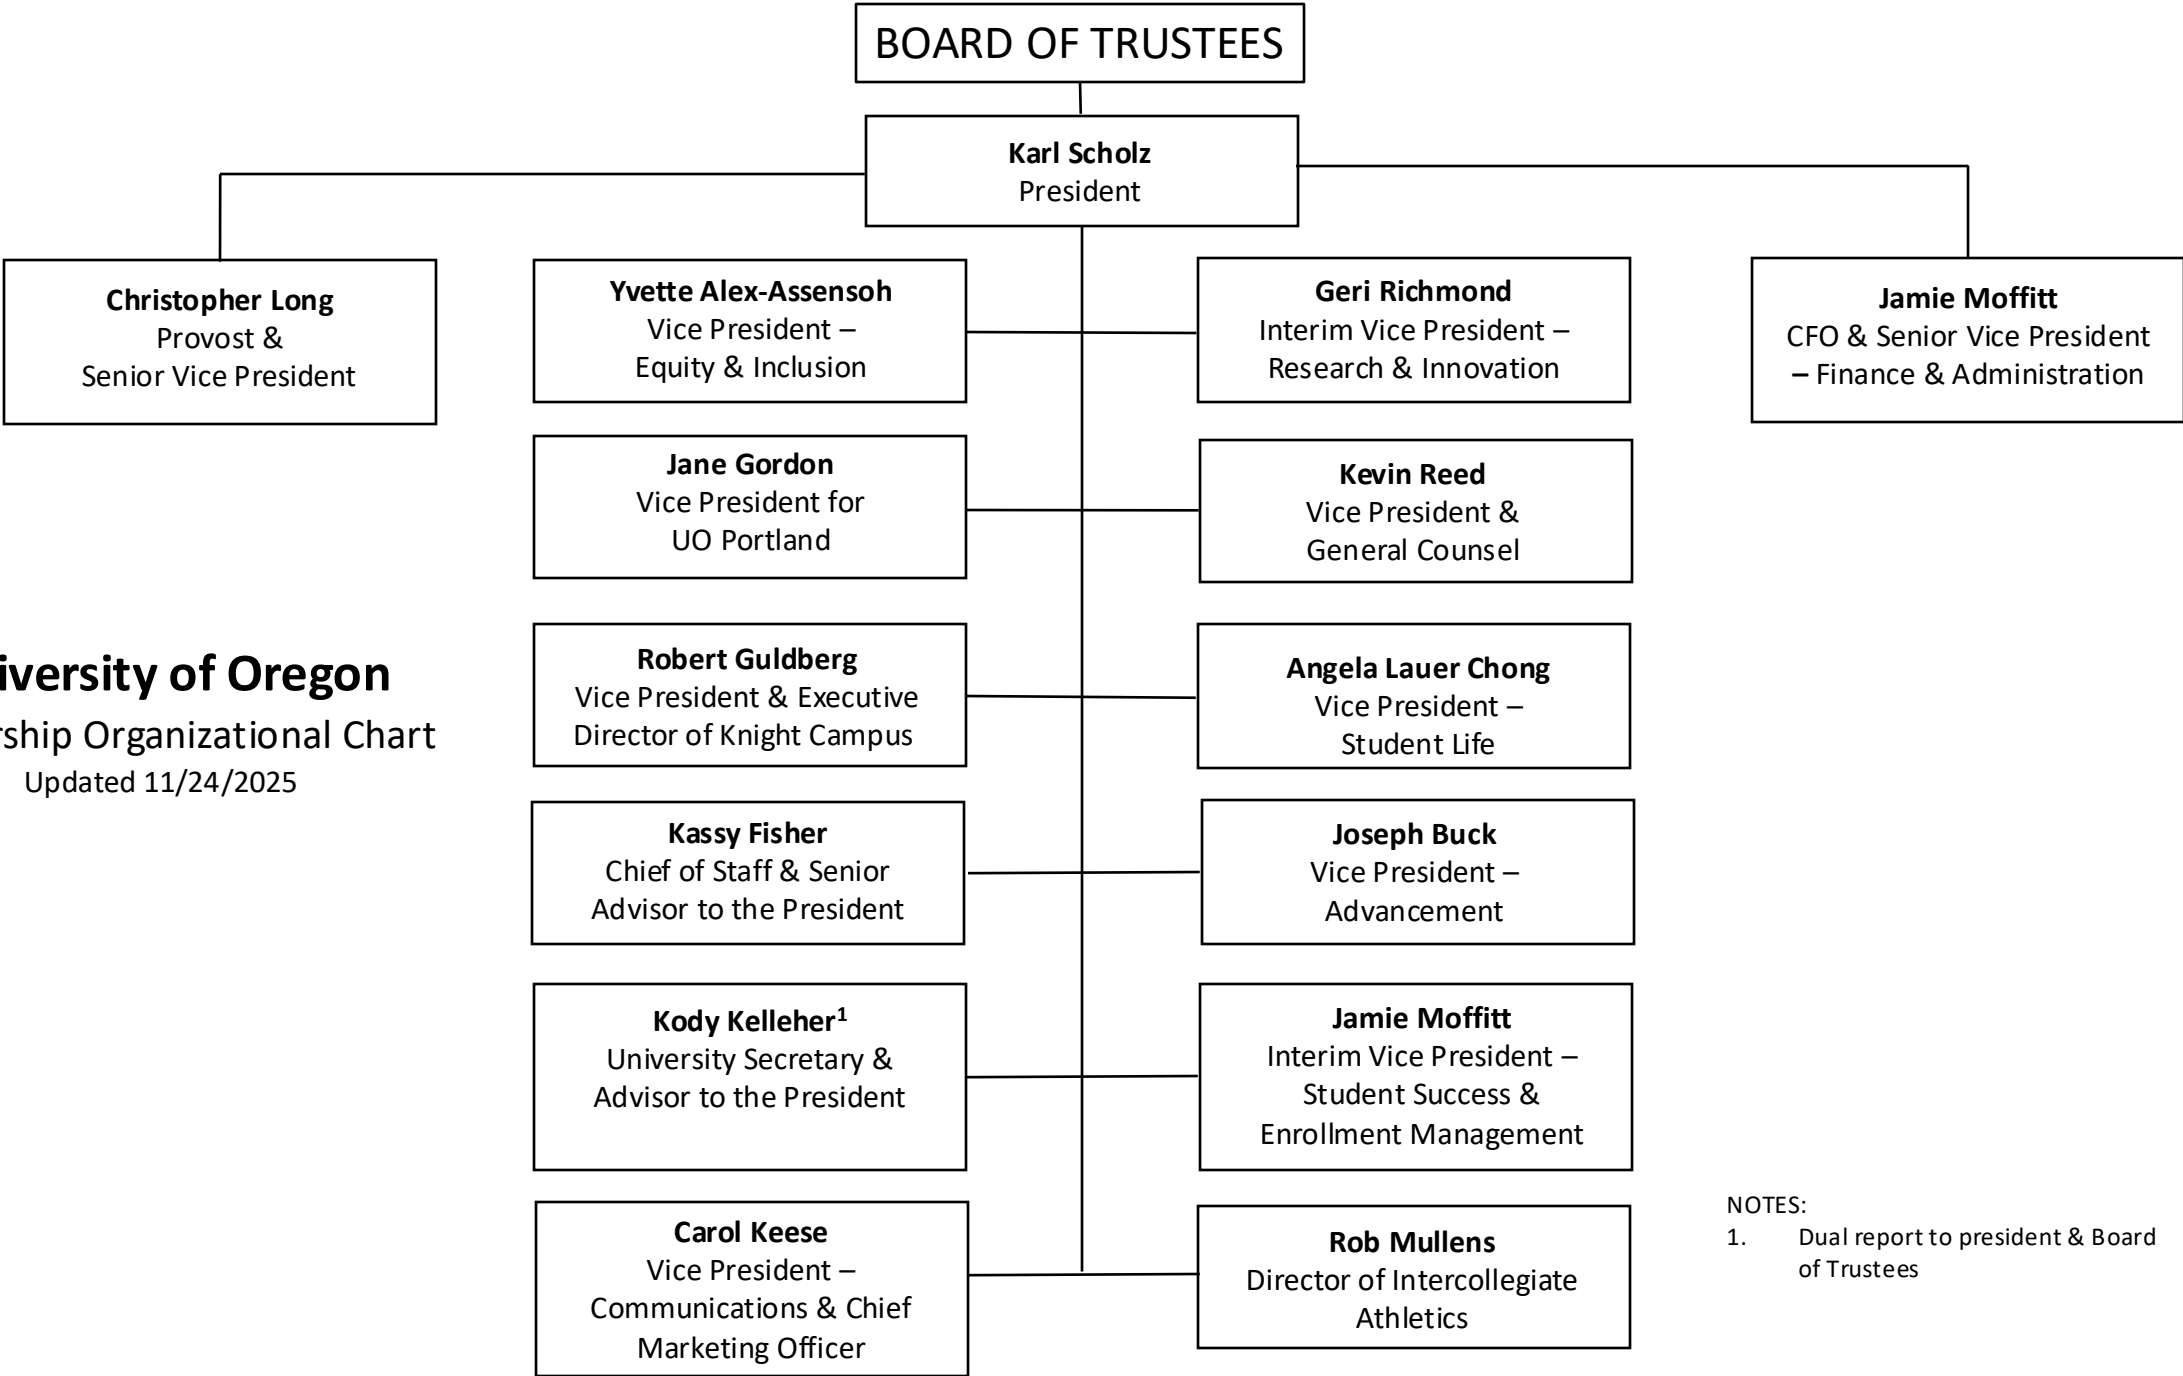 BOARD OF TRUSTEES
Karl Scholz
President
Christopher Long
Provost &
Senior Vice President
Yvette Alex-Assensoh
Vice President –
Equity & Inclusion
Geri Richmond
Interim Vice President –
Research & Innovation
Jamie Moffitt
CFO & Senior Vice President
– Finance & Administration
Jane Gordon
Vice President for
UO Portland
Kevin Reed
Vice President &
General Counsel
iversity of Oregon
rship Organizational Chart
Updated 11/24/2025
Robert Guldberg
Vice President & Executive
Director of Knight Campus
Angela Lauer Chong
Vice President –
Student Life
Kassy Fisher
Chief of Staff & Senior
Advisor to the President
Joseph Buck
Vice President –
Advancement
Kody Kelleher¹
University Secretary &
Advisor to the President
Jamie Moffitt
Interim Vice President –
Student Success &
Enrollment Management
Carol Keese
Vice President –
Communications & Chief
Marketing Officer
Rob Mullens
Director of Intercollegiate
Athletics
NOTES:
1. Dual report to president & Board
of Trustees